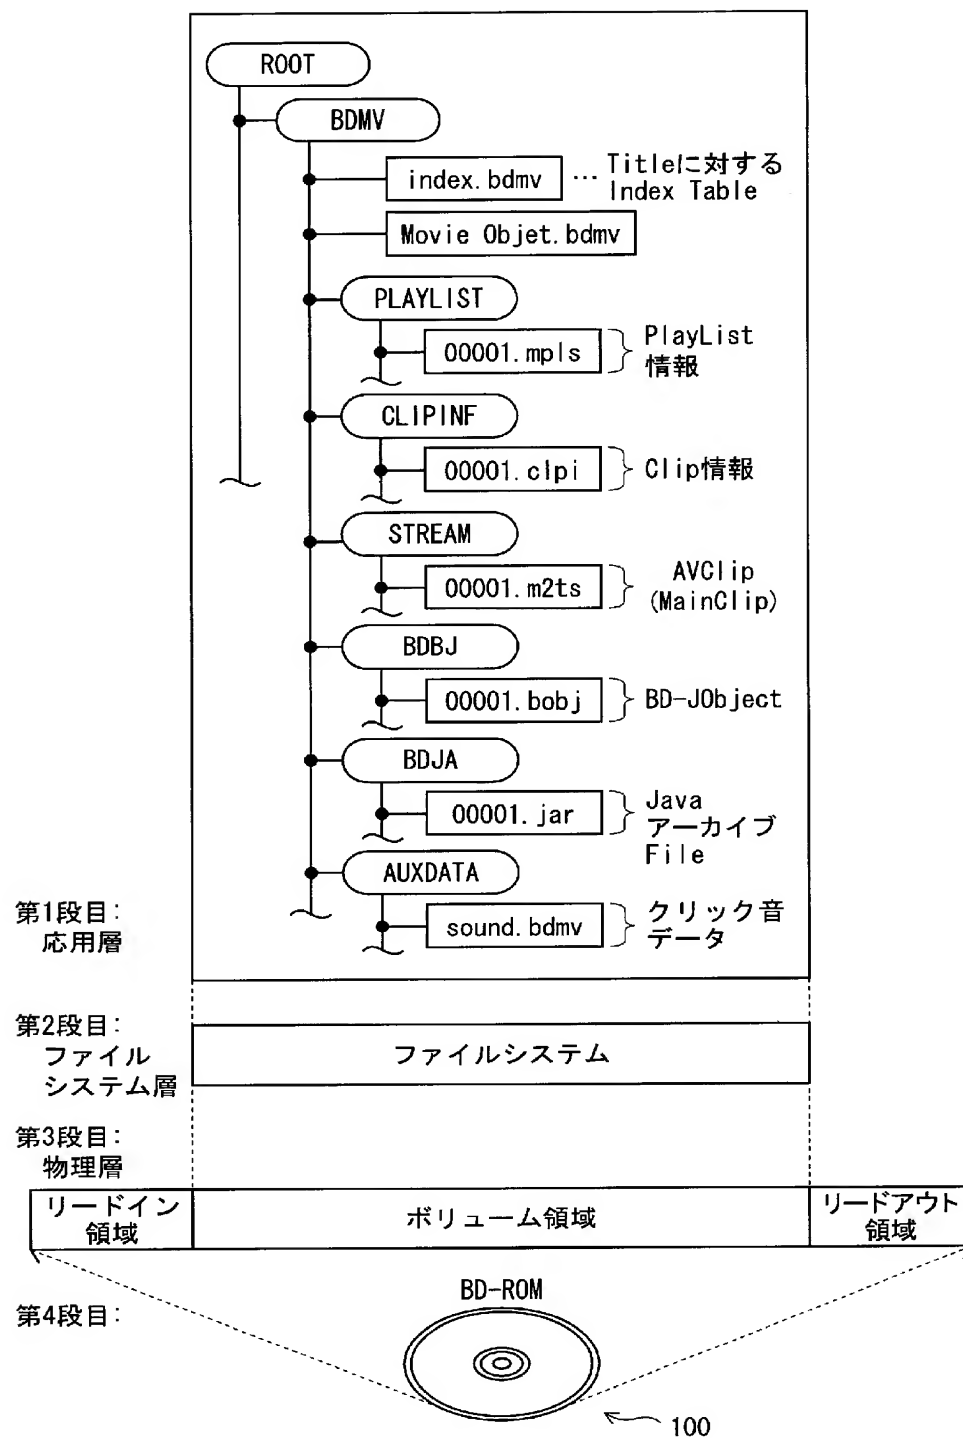 ROOT
BDMV
index.bdmv … Titleに対する
Index Table
Movie Objet.bdmv
PLAYLIST
00001.mpls
PlayList
情報
CLIPINF
00001.clpi
Clip情報
STREAM
00001.m2ts
AVClip
(MainClip)
BDBJ
00001.bobj
BD-JObject
BDJA
00001.jar
Java
アーカイブ
File
AUXDATA
sound.bdmv
クリック音
データ
第1段目:
応用層
第2段目:
ファイル
システム層
ファイルシステム
第3段目:
物理層
リードイン
領域
ボリューム領域
リードアウト
領域
BD-ROM
第4段目:
100